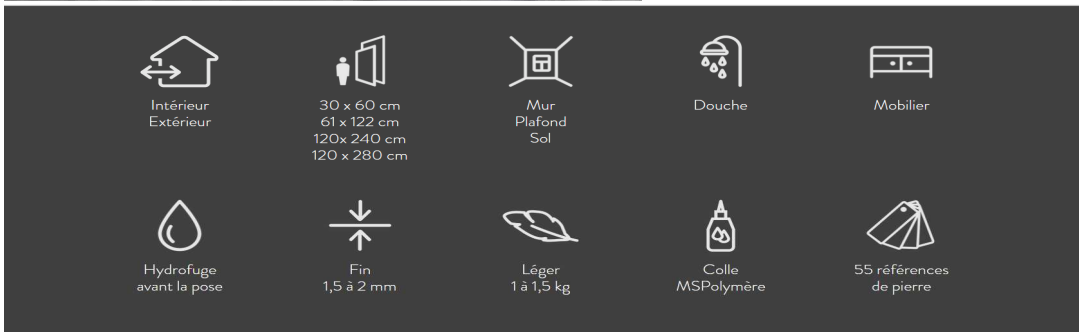 Intérieur
Extérieur
30 x 60 cm
61 x 122 cm
120x 240 cm
120 x 280 cm
Mur
Plafond
Sol
Douche
Mobilier
Hydrofuge
avant la pose
Fin
1,5 à 2 mm
Léger
1 à 1,5 kg
Colle
MSPolymère
55 références
de pierre